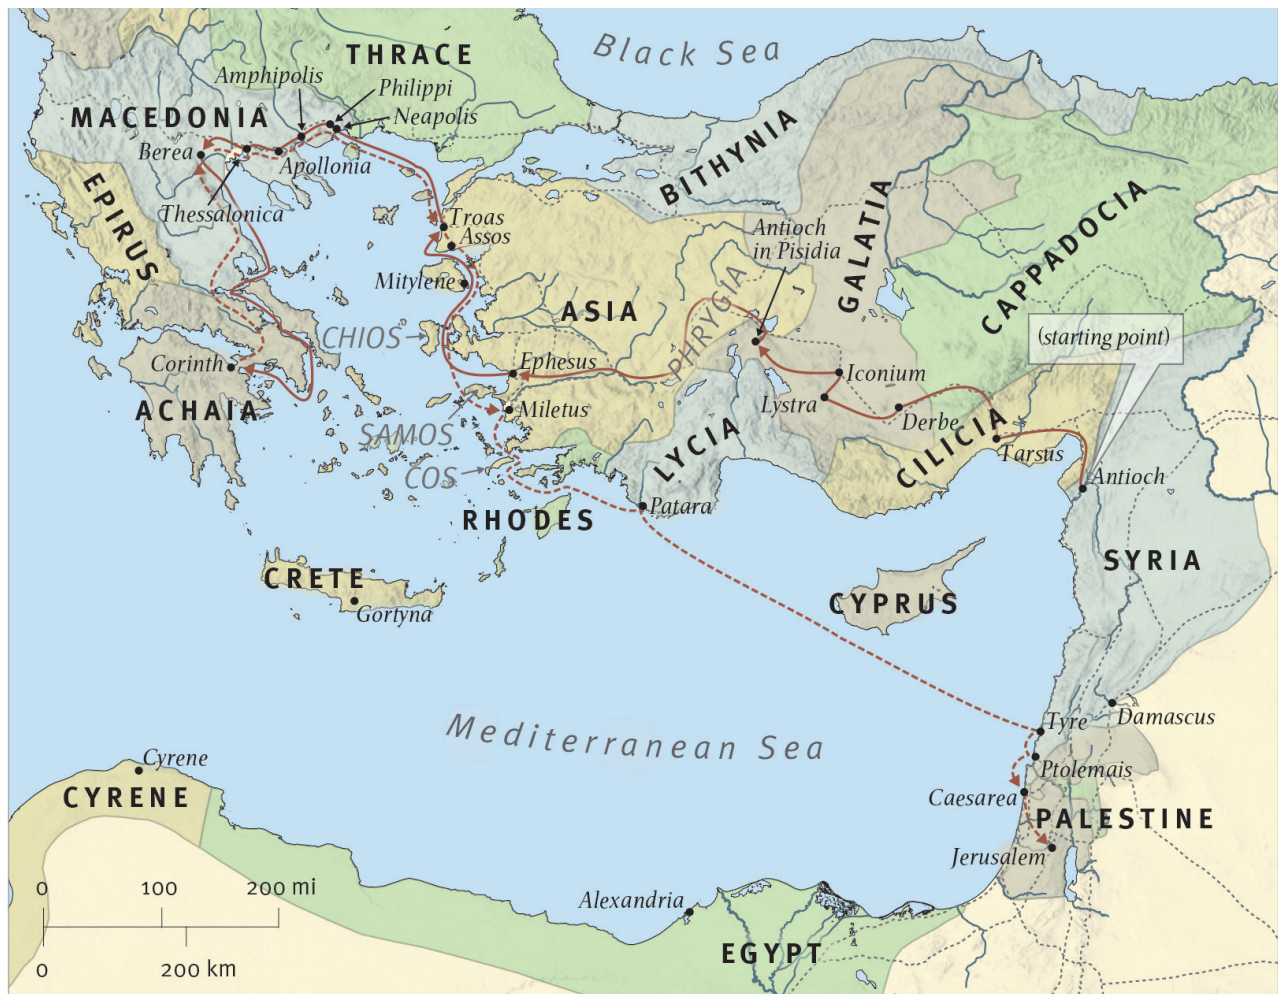 Black Sea
THRACE
Amphipolis
Philippi
Neapolis
MACEDONIA
Berea
Apollonia
Thessalonica
EPIRUS
BITHYNIA
GALATIA
CAPPADOCIA
Troas
Assos
Antioch
in Pisidia
Mitylene
ASIA
PHRYGIA
CHIOS
(starting point)
Corinth
Ephesus
Iconium
ACHAIA
Miletus
Lystra
Derbe
SAMOS
LYCIA
CILICIA
Tarsus
COS
Antioch
Patara
RHODES
SYRIA
CRETE
Gortyna
CYPRUS
Mediterranean Sea
Tyre
Damascus
Cyrene
Ptolemais
CYRENE
Caesarea
PALESTINE
Jerusalem
0 100 200 mi
Alexandria
EGYPT
0 200 km